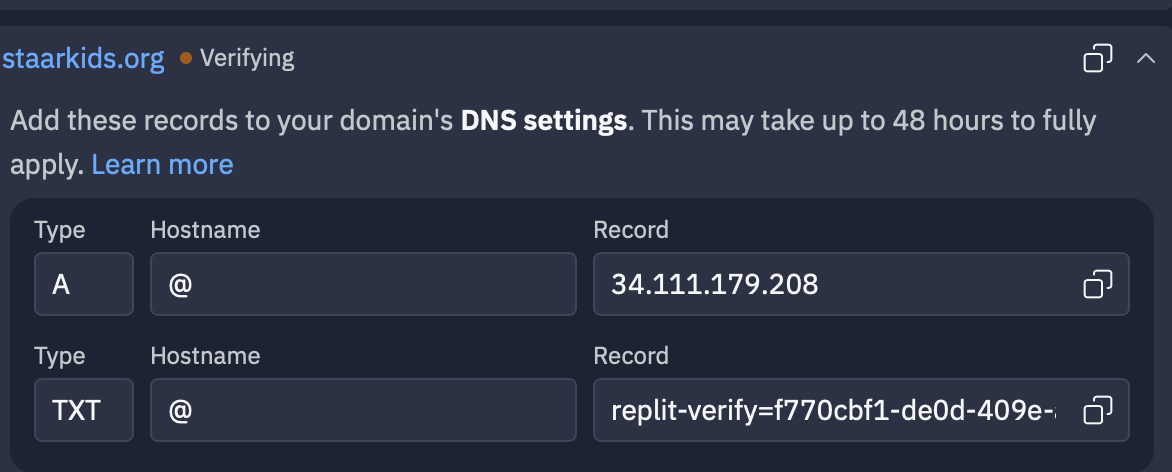 staarkids.org Verifying
Add these records to your domain's DNS settings. This may take up to 48 hours to fully
apply. Learn more
Type Hostname Record
A @ 34.111.179.208
Type Hostname Record
TXT @ replit-verify=f770cbf1-de0d-409e-